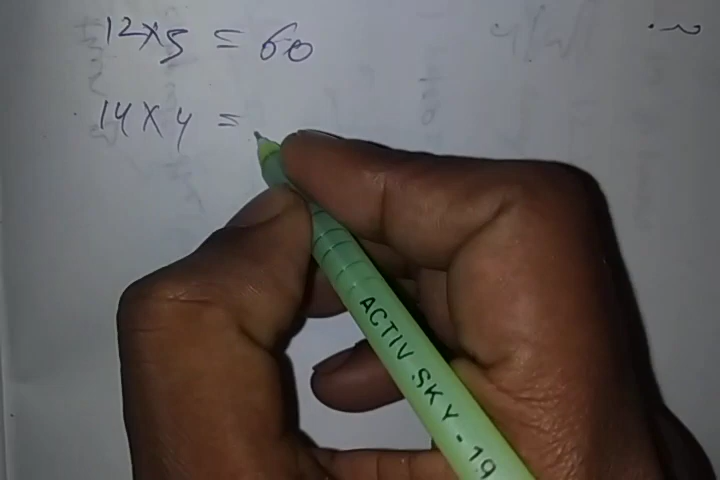 12×5 = 60
14×4 =
ACTIV SKY-19